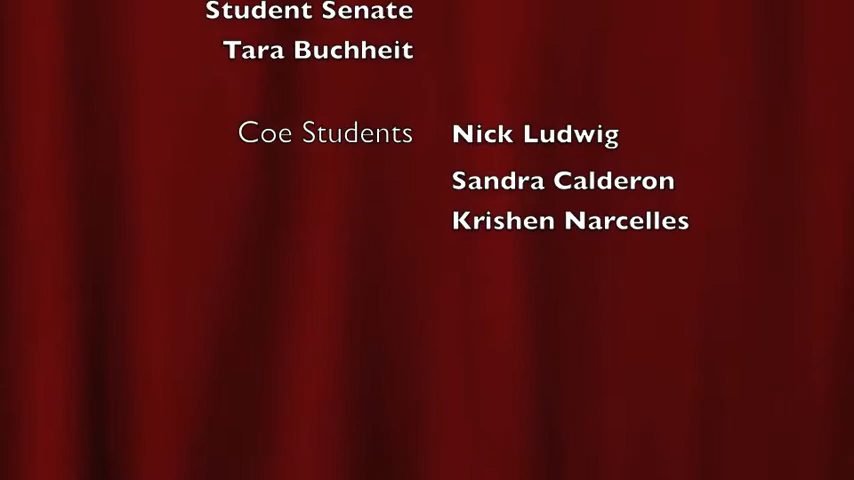 Student Senate
Tara Buchheit
Coe Students Nick Ludwig
Sandra Calderon
Krishen Narcelles